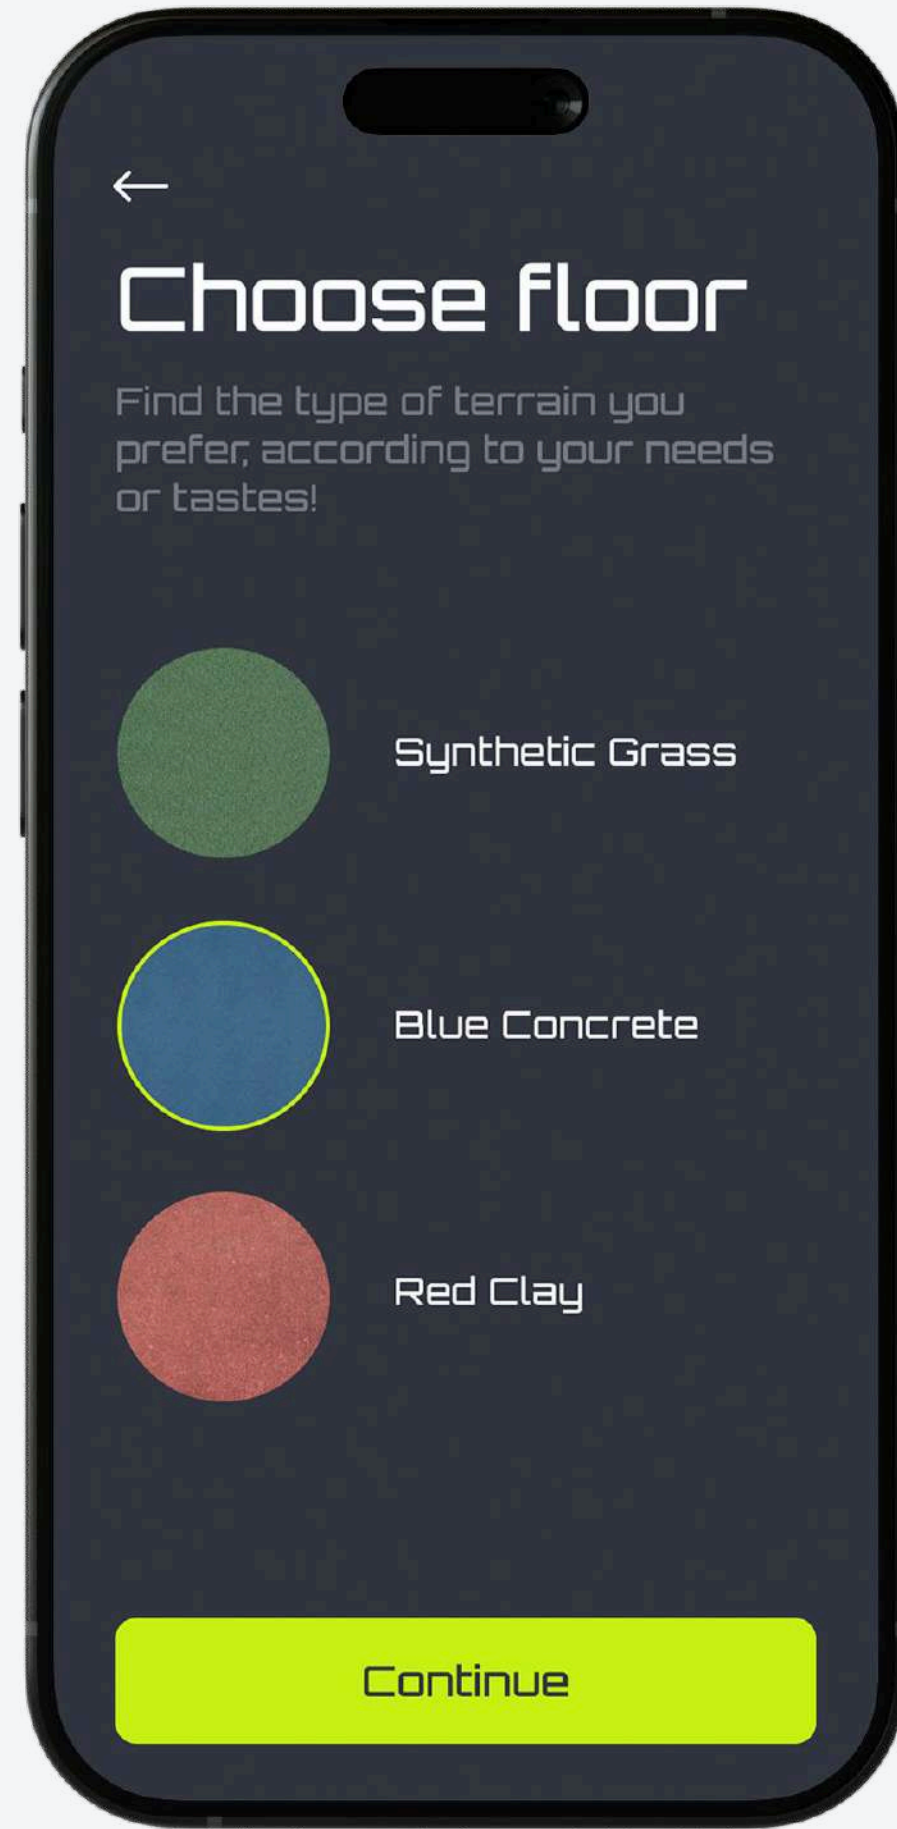 Choose floor
Find the type of terrain you
prefer, according to your needs
or tastes!
Synthetic Grass
Blue Concrete
Red Clay
Continue